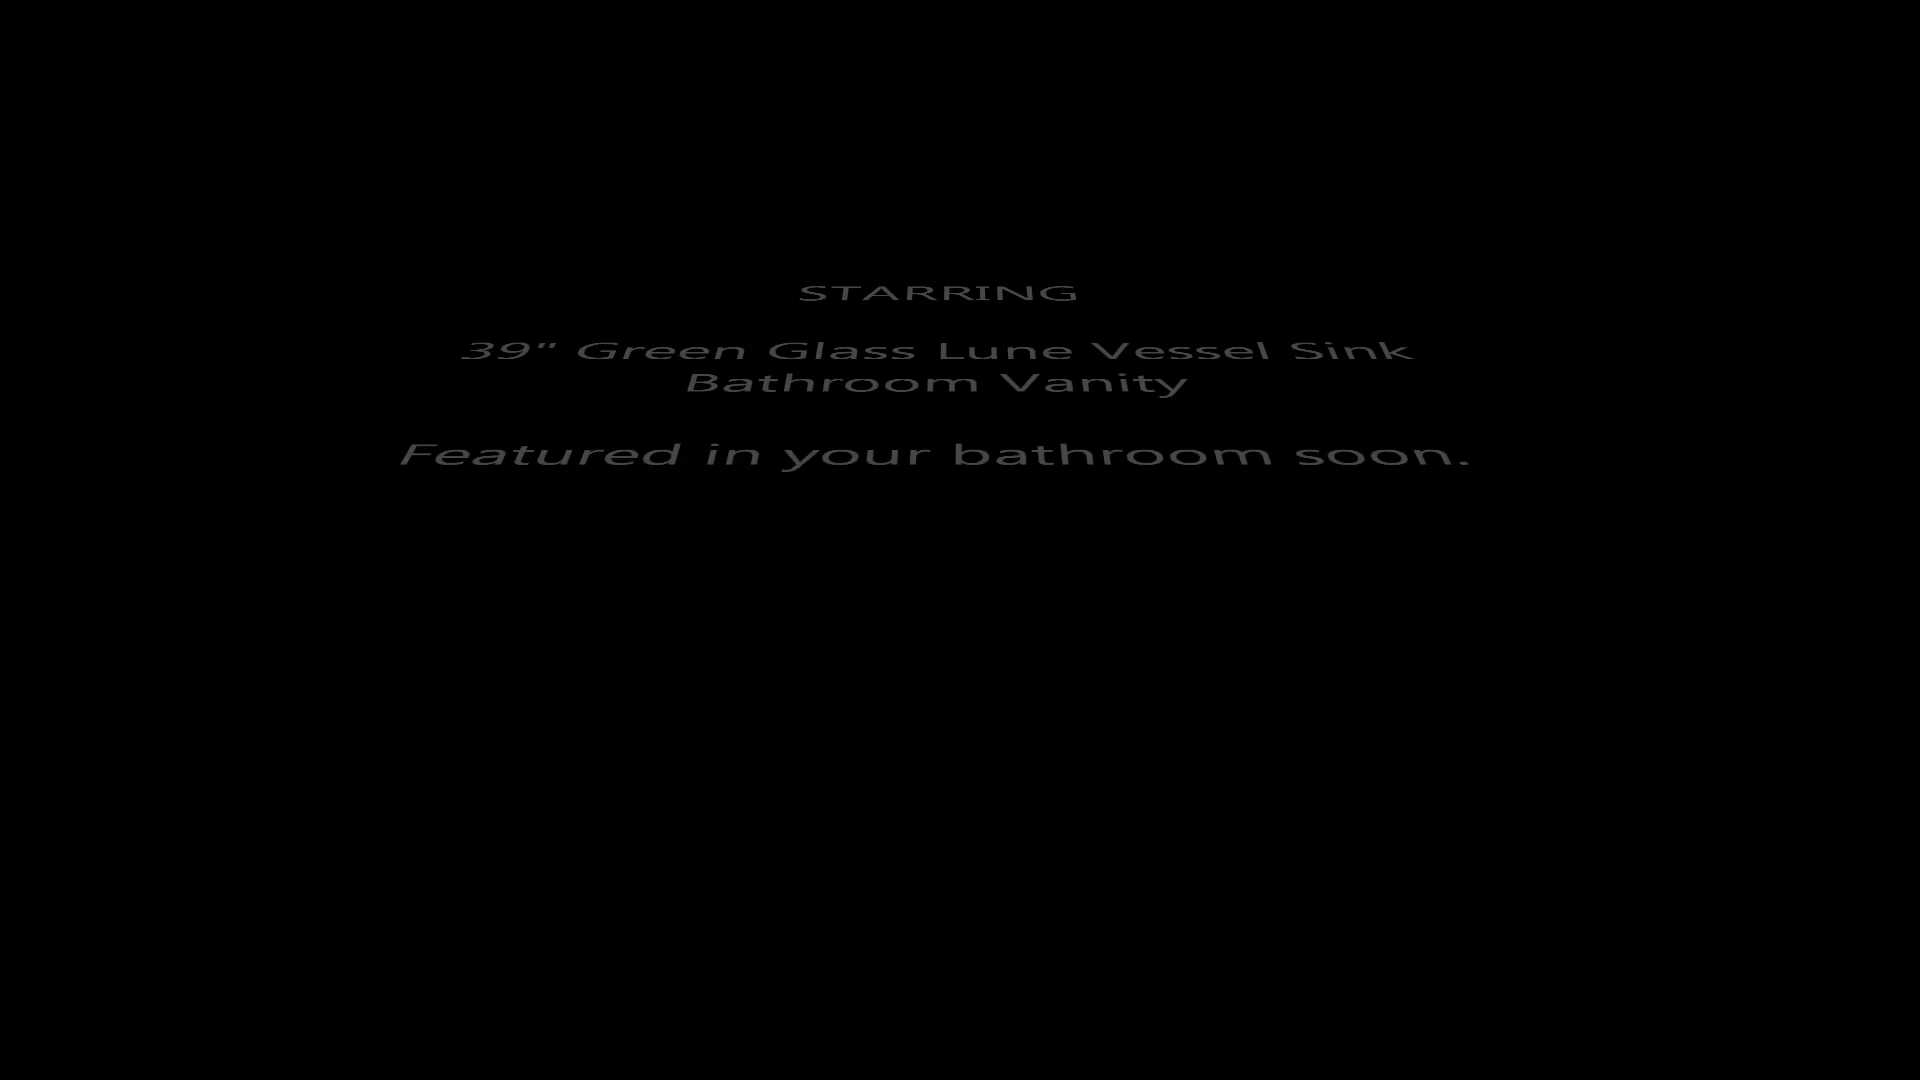 STARRING
39" Green Glass Lune Vessel Sink
Bathroom Vanity
Featured in your bathroom soon.